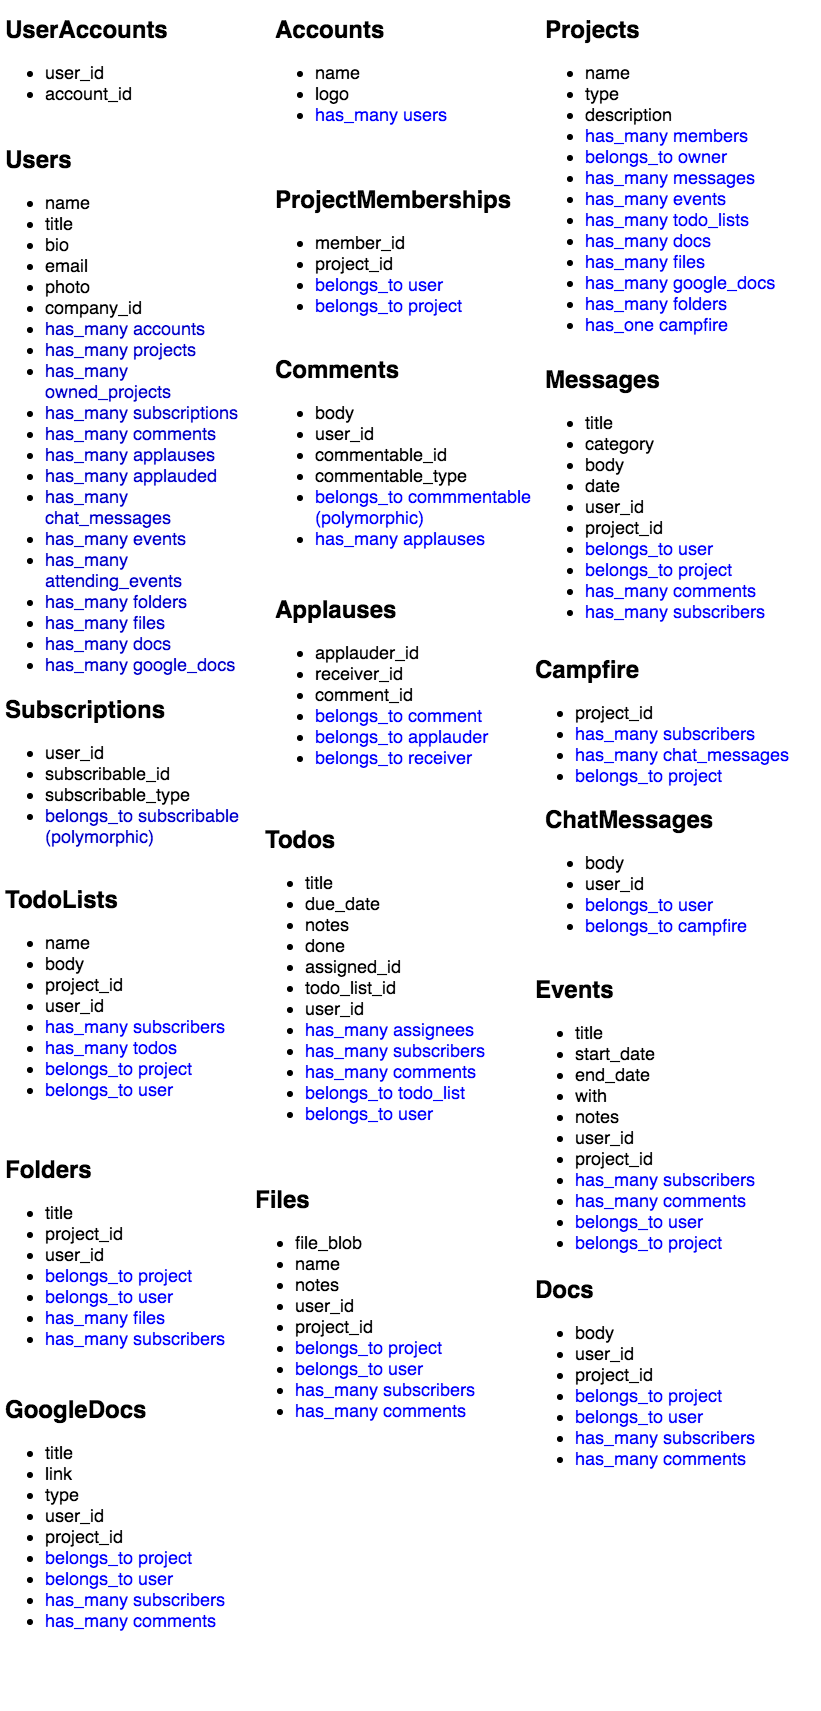 UserAccounts
user_id
account_id
Users
name
title
bio
email
photo
company_id
has_many accounts
has_many projects
has_many
owned_projects
has_many subscriptions
has_many comments
has_many applauses
has_many applauded
has_many
chat_messages
has_many events
has_many
attending_events
has_many folders
has_many files
has_many docs
has_many google_docs
Subscriptions
user_id
subscribable_id
subscribable_type
belongs_to subscribable
(polymorphic)
TodoLists
name
body
project_id
user_id
has_many subscribers
has_many todos
belongs_to project
belongs_to user
Folders
title
project_id
user_id
belongs_to project
belongs_to user
has_many files
has_many subscribers
GoogleDocs
title
link
type
user_id
project_id
belongs_to project
belongs_to user
has_many subscribers
has_many comments
Accounts
name
logo
has_many users
ProjectMemberships
member_id
project_id
belongs_to user
belongs_to project
Comments
body
user_id
commentable_id
commentable_type
belongs_to commmentable
(polymorphic)
has_many applauses
Applauses
applauder_id
receiver_id
comment_id
belongs_to comment
belongs_to applauder
belongs_to receiver
Todos
title
due_date
notes
done
assigned_id
todo_list_id
user_id
has_many assignees
has_many subscribers
has_many comments
belongs_to todo_list
belongs_to user
Files
file_blob
name
notes
user_id
project_id
belongs_to project
belongs_to user
has_many subscribers
has_many comments
Projects
name
type
description
has_many members
belongs_to owner
has_many messages
has_many events
has_many todo_lists
has_many docs
has_many files
has_many google_docs
has_many folders
has_one campfire
Messages
title
category
body
date
user_id
project_id
belongs_to user
belongs_to project
has_many comments
has_many subscribers
Campfire
project_id
has_many subscribers
has_many chat_messages
belongs_to project
ChatMessages
body
user_id
belongs_to user
belongs_to campfire
Events
title
start_date
end_date
with
notes
user_id
project_id
has_many subscribers
has_many comments
belongs_to user
belongs_to project
Docs
body
user_id
project_id
belongs_to project
belongs_to user
has_many subscribers
has_many comments